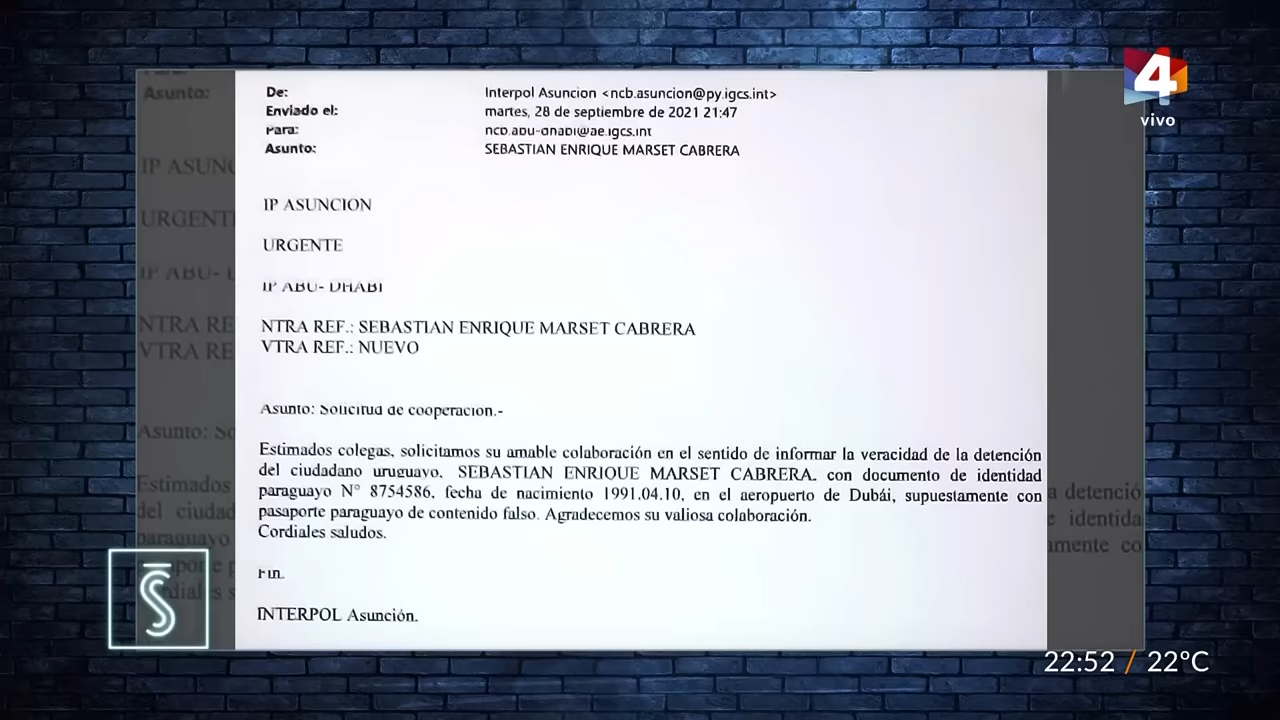 De: Interpol Asuncion <ncb.asuncion@py.igcs.int>
Enviado el: martes, 28 de septiembre de 2021 21:47
Para: ncb.abu-dhabi@ae.igcs.int
Asunto: SEBASTIAN ENRIQUE MARSET CABRERA
4
vivo
IP ASUNCION
URGENTE
IP ABU- DHABI
NTRA REF.: SEBASTIAN ENRIQUE MARSET CABRERA
VTRA REF.: NUEVO
Asunto: Solicitud de cooperacion.-
Estimados colegas, solicitamos su amable colaboración en el sentido de informar la veracidad de la detención
del ciudadano uruguayo, SEBASTIAN ENRIQUE MARSET CABRERA, con documento de identidad
paraguayo N° 8754586, fecha de nacimiento 1991.04.10, en el aeropuerto de Dubái, supuestamente con
pasaporte paraguayo de contenido falso. Agradecemos su valiosa colaboración.
Cordiales saludos.
Fin.
INTERPOL Asunción.
S
22:52 / 22°C